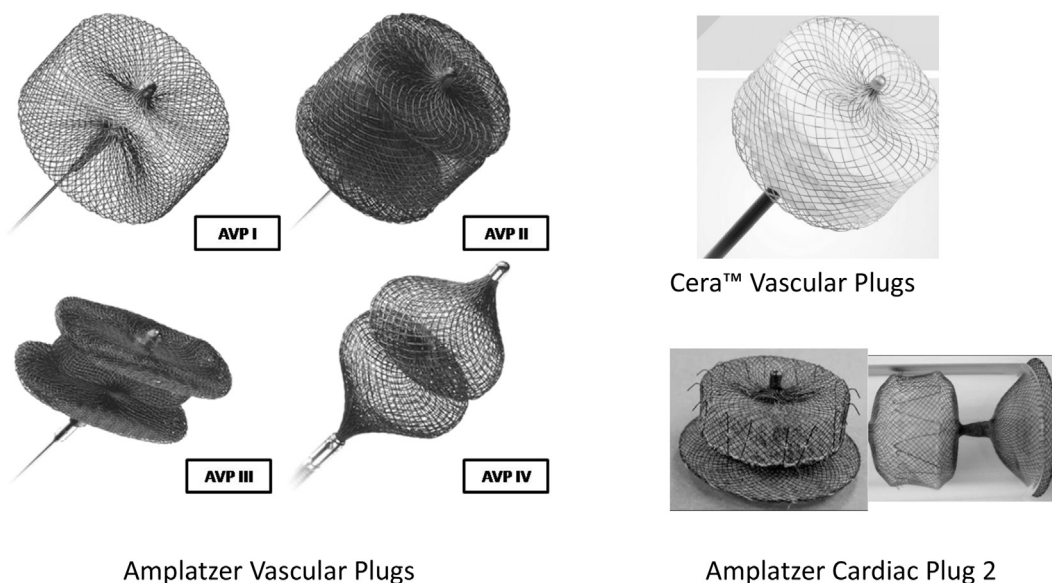 AVP I
AVP II
AVP III
AVP IV
Amplatzer Vascular Plugs
Cera™ Vascular Plugs
Amplatzer Cardiac Plug 2